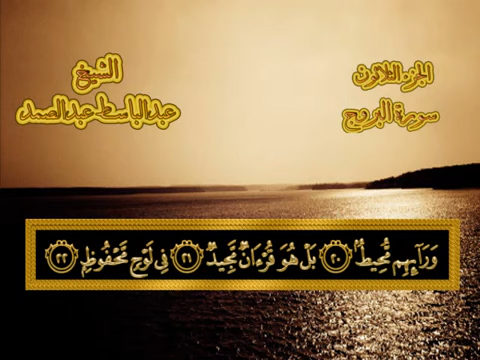 الجزء الثلاثون
سورة البروج
الشيخ
عبدالباسط عبدالصمد
وَرَآئِهِم مُّحِيطٌۢ ۝٢٠ بَلْ هُوَ قُرْءَانٌ مَّجِيدٌ ۝٢١ فِى لَوْحٍ مَّحْفُوظٍۭ ۝٢٢